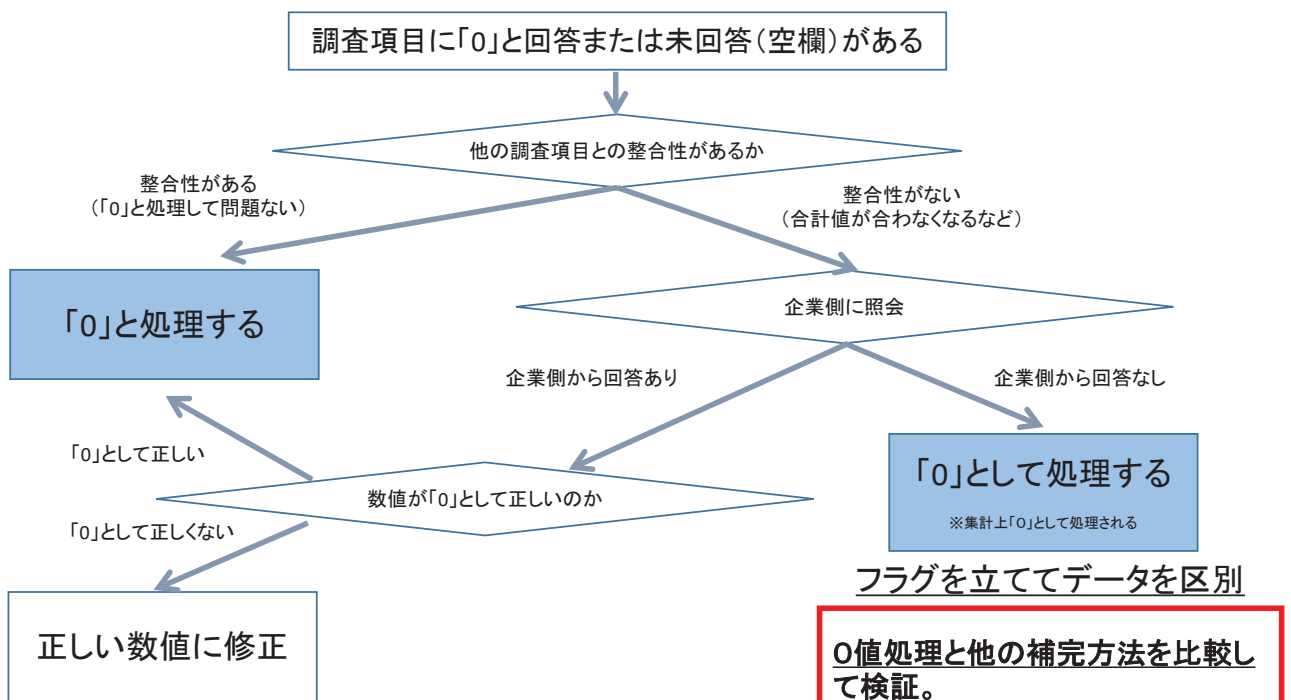 調査項目に「0」と回答または未回答(空欄)がある
他の調査項目との整合性があるか
整合性がある
(「0」と処理して問題ない)
整合性がない
(合計値が合わなくなるなど)
「0」と処理する
企業側に照会
企業側から回答あり
企業側から回答なし
「0」として正しい
数値が「0」として正しいのか
「0」として処理する
※集計上「0」として処理される
「0」として正しくない
フラグを立ててデータを区別
正しい数値に修正
0値処理と他の補完方法を比較し
て検証。